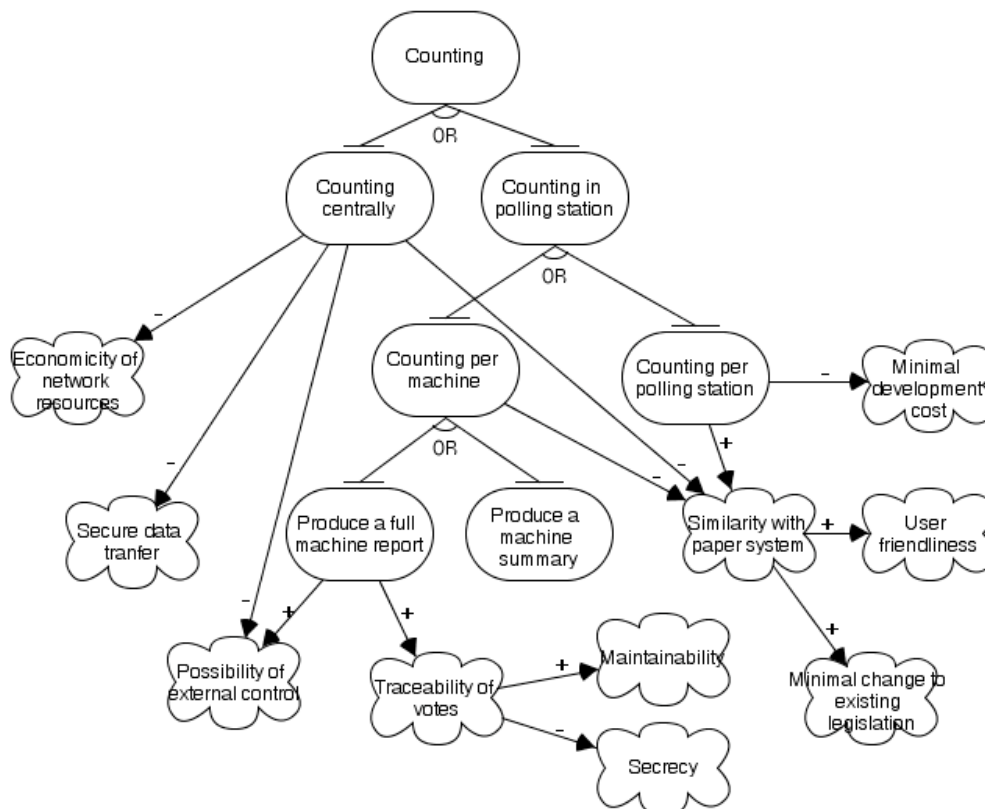 Counting
OR
Counting
centrally
Counting in
polling station
OR
-
Economicity of
network
resources
Counting per
machine
Counting per
polling station
-
Minimal
development
cost
OR
+
-
-
-
Secure data
tranfer
Produce a full
machine report
Produce a
machine
summary
Similarity with
paper system
+
User
friendliness
-
+
+
+
Possibility of
external control
Traceability of
votes
+
Maintainability
-
Secrecy
Minimal change to
existing
legislation